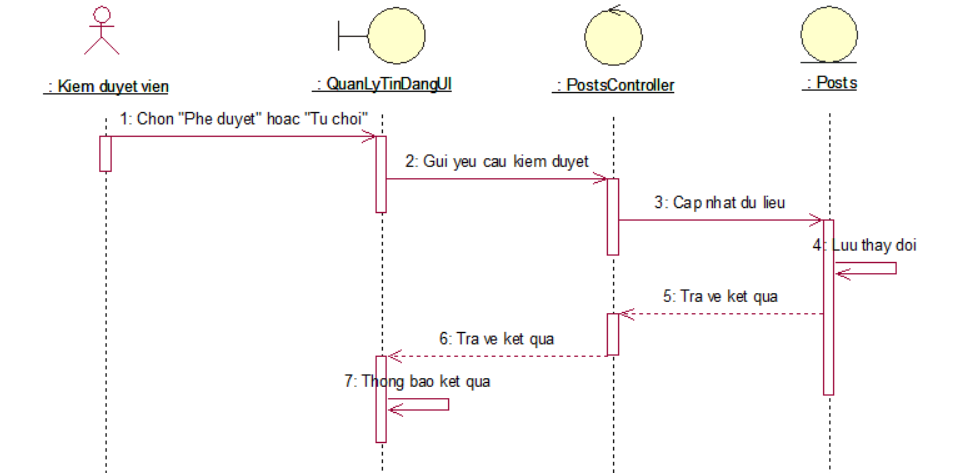 : Kiem duyet vien
: QuanLyTinDangUI
: PostsController
: Posts
1: Chon "Phe duyet" hoac "Tu choi"
2: Gui yeu cau kiem duyet
3: Cap nhat du lieu
4: Luu thay doi
5: Tra ve ket qua
6: Tra ve ket qua
7: Thong bao ket qua